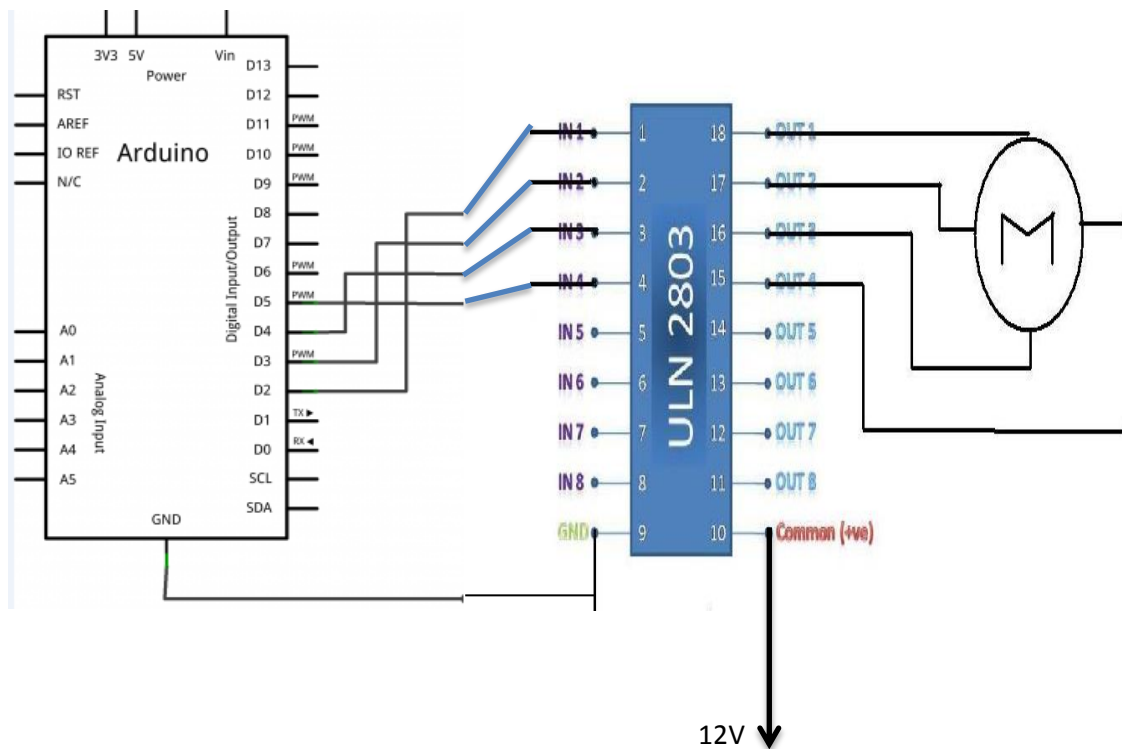 3V3 5V Vin
Power
RST
AREF
IO REF
N/C
Arduino
A0
A1
A2
A3
A4
A5
Analog Input
Digital Input/Output
D13
D12
D11 PWM
D10 PWM
D9 PWM
D8
D7
D6 PWM
D5 PWM
D4
D3 PWM
D2
D1 TX ▶
D0 RX ◀
SCL
SDA
GND
IN 1 1 18 OUT 1
IN 2 2 17 OUT 2
IN 3 3 16 OUT 3
IN 4 4 15 OUT 4
IN 5 5 14 OUT 5
IN 6 6 13 OUT 6
IN 7 7 12 OUT 7
IN 8 8 11 OUT 8
GND 9 10 Common (+ve)
ULN 2803
M
12V